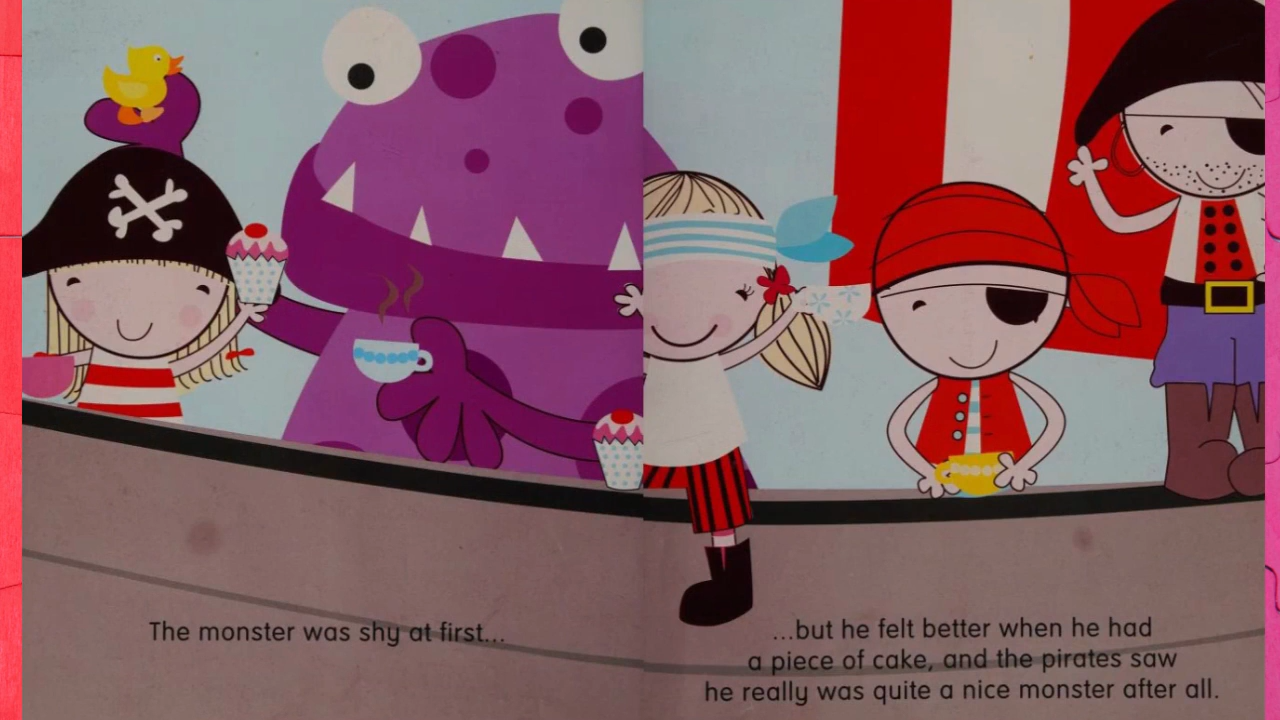 The monster was shy at first...
...but he felt better when he had
a piece of cake, and the pirates saw
he really was quite a nice monster after all.